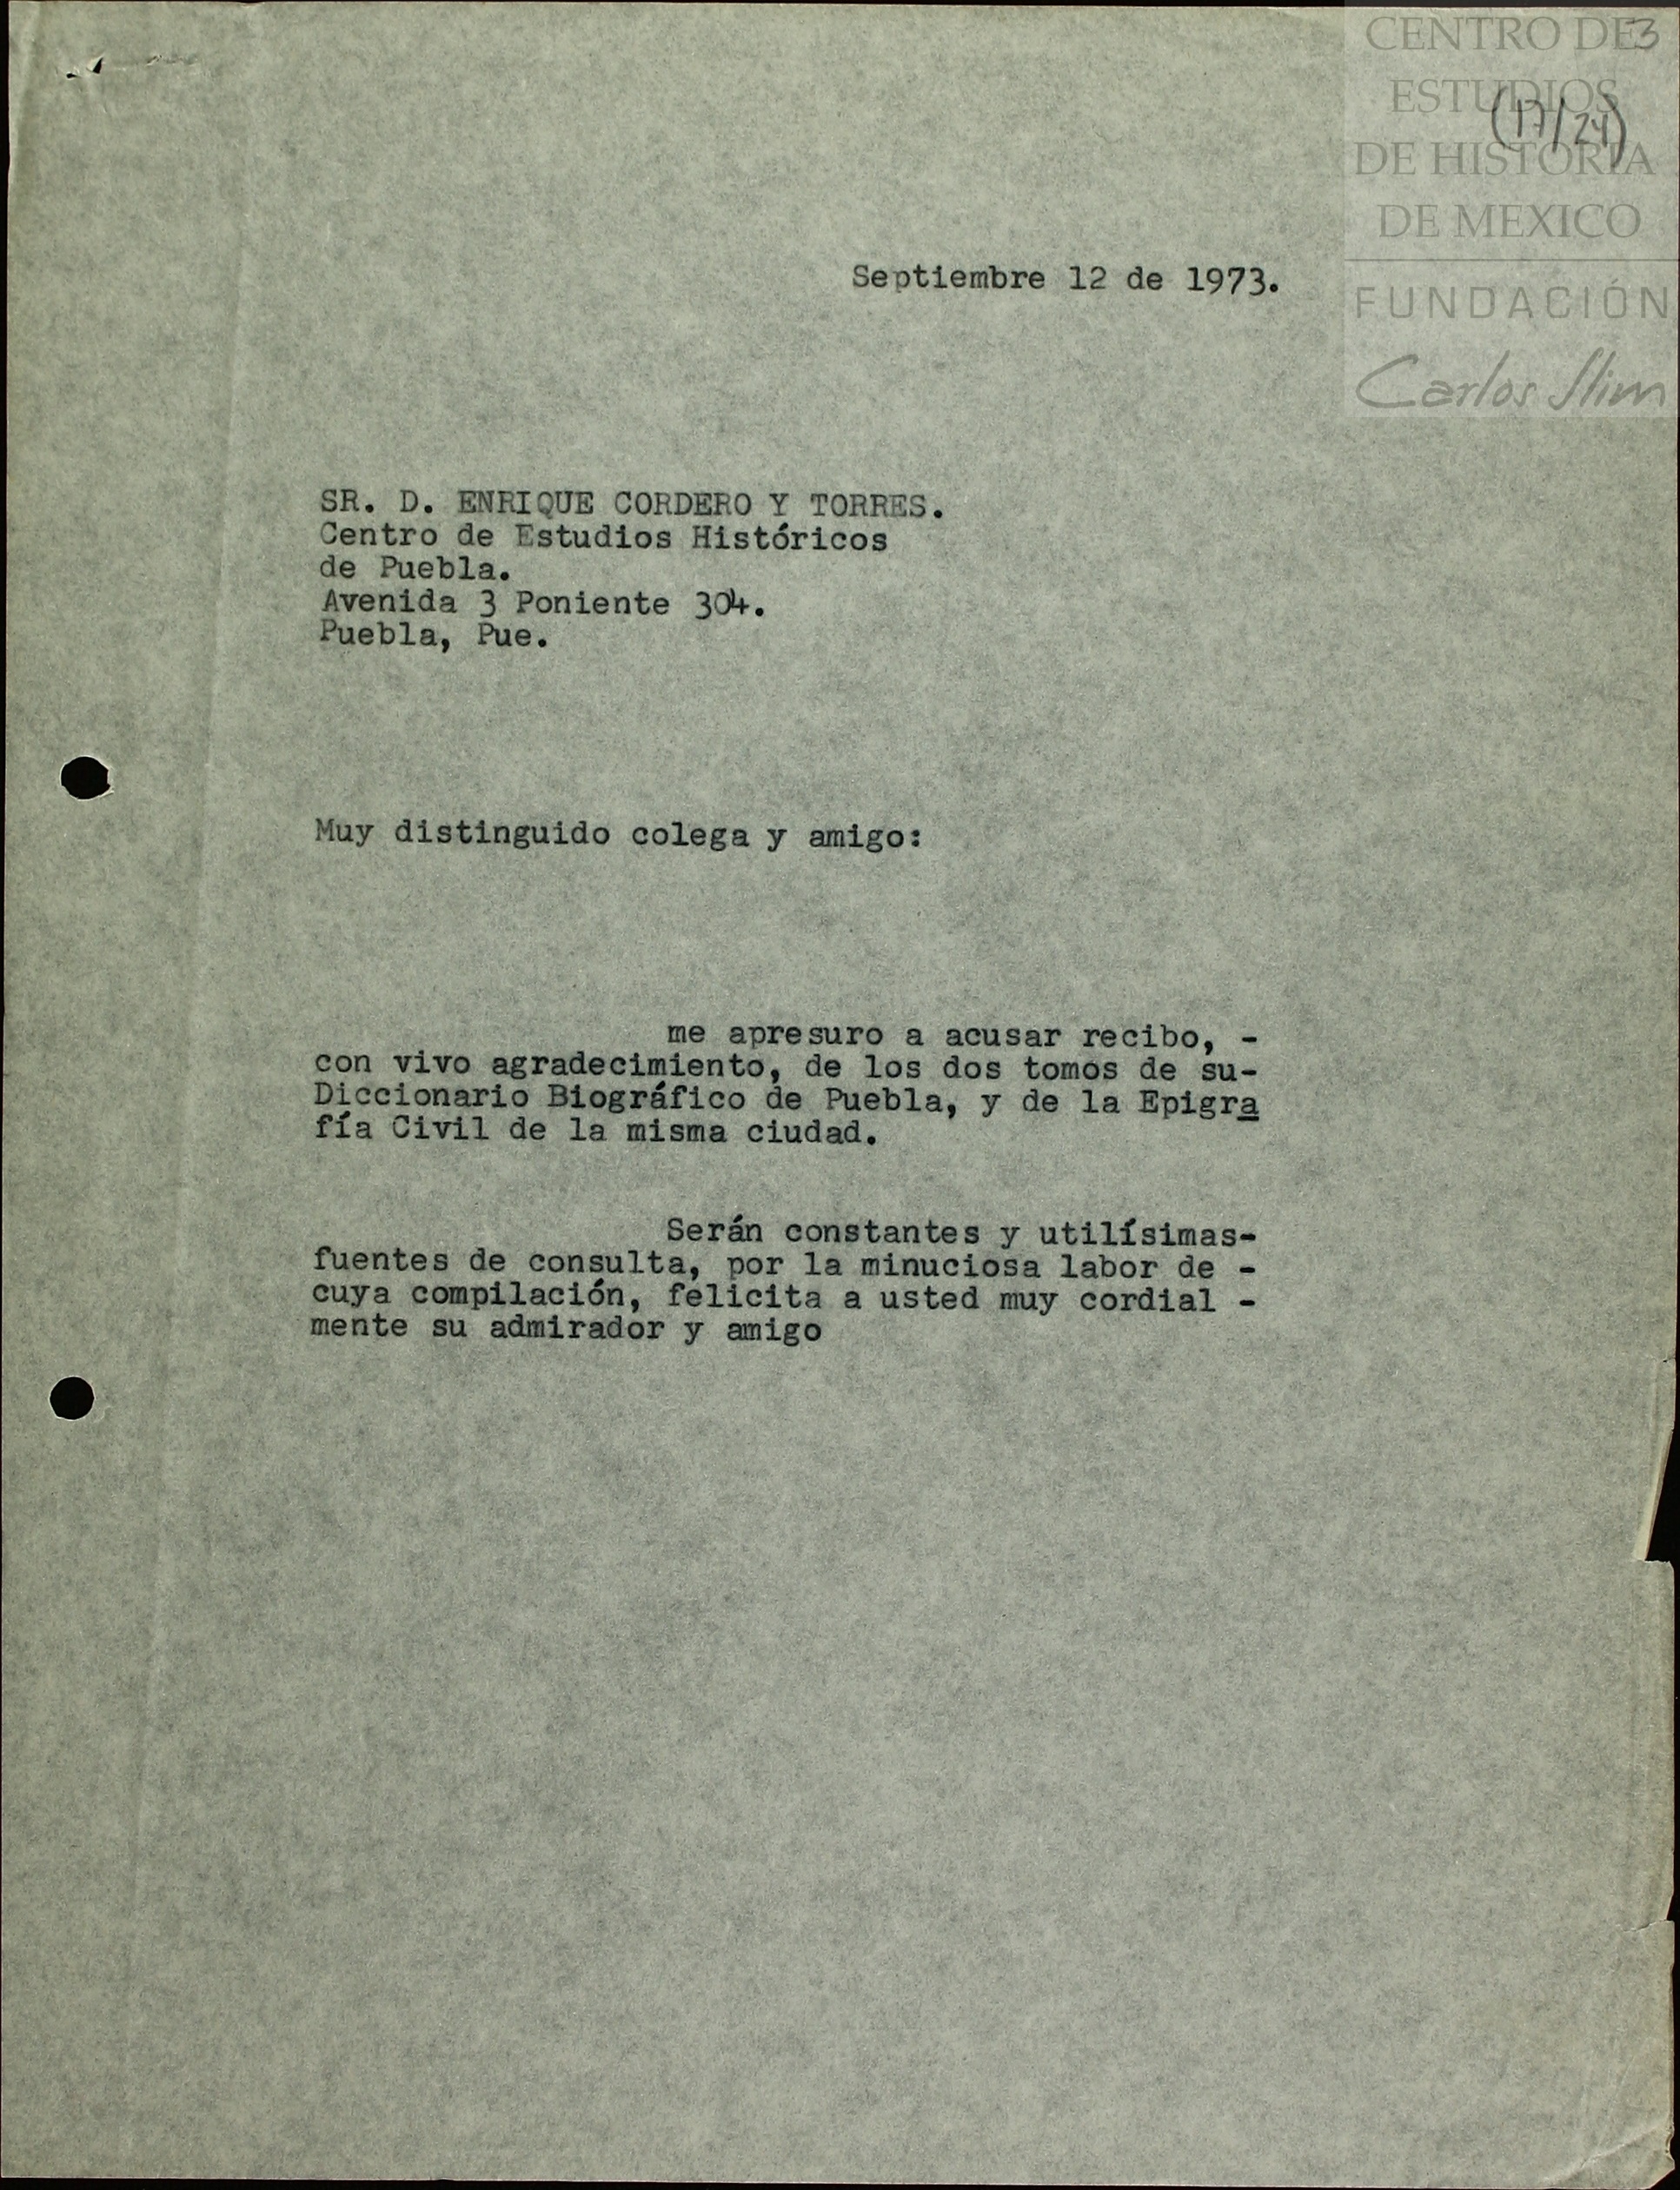 CENTRO DE
3
ESTUDIOS
(17/24)
DE HISTORIA
DE MEXICO
FUNDACIÓN
Carlos Slim
Septiembre 12 de 1973.
SR. D. ENRIQUE CORDERO Y TORRES.
Centro de Estudios Históricos
de Puebla.
Avenida 3 Poniente 304.
Puebla, Pue.
Muy distinguido colega y amigo:
me apresuro a acusar recibo, -
con vivo agradecimiento, de los dos tomos de su-
Diccionario Biográfico de Puebla, y de la Epigra
fía Civil de la misma ciudad.
Serán constantes y utilísimas-
fuentes de consulta, por la minuciosa labor de -
cuya compilación, felicita a usted muy cordial -
mente su admirador y amigo